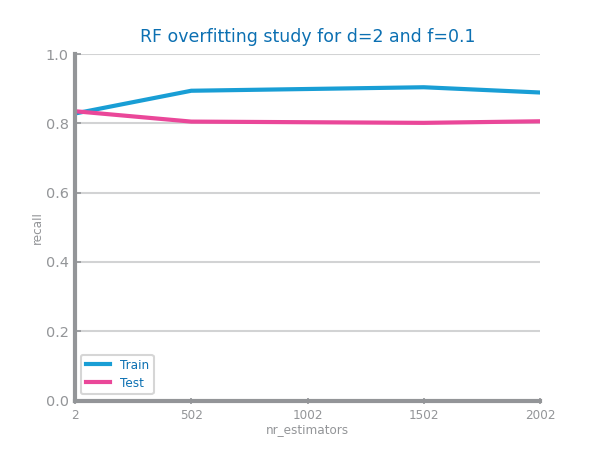 RF overfitting study for d=2 and f=0.1
1.0
0.8
0.6
0.4
0.2
0.0
recall
Train
Test
2 502 1002 1502 2002
nr_estimators